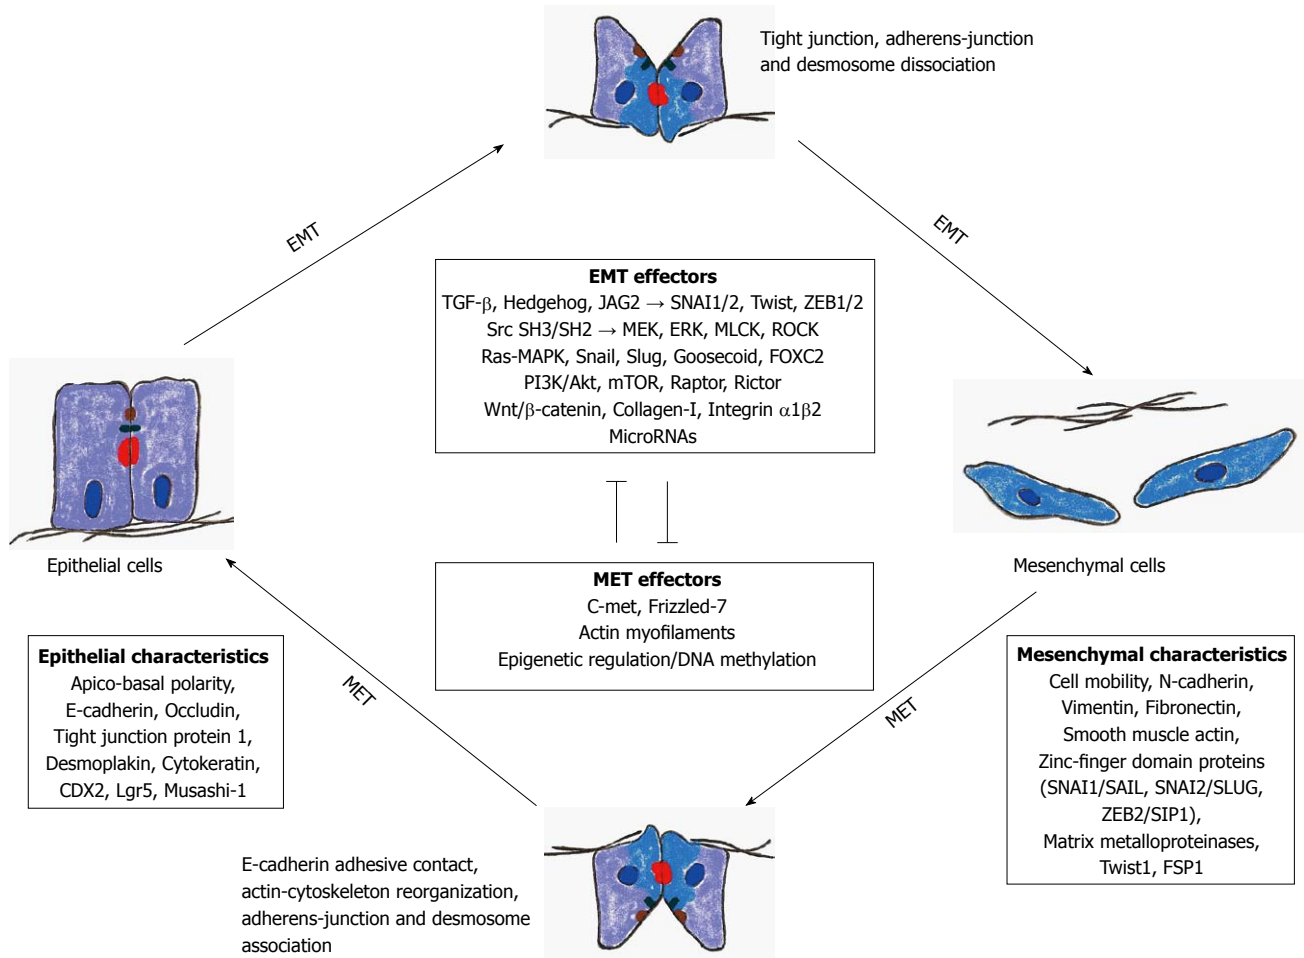 Tight junction, adherens-junction
and desmosome dissociation
EMT
EMT
EMT effectors
TGF-β, Hedgehog, JAG2 → SNAI1/2, Twist, ZEB1/2
Src SH3/SH2 → MEK, ERK, MLCK, ROCK
Ras-MAPK, Snail, Slug, Goosecoid, FOXC2
PI3K/Akt, mTOR, Raptor, Rictor
Wnt/β-catenin, Collagen-I, Integrin α1β2
MicroRNAs
Epithelial cells
Mesenchymal cells
MET effectors
C-met, Frizzled-7
Actin myofilaments
Epigenetic regulation/DNA methylation
Epithelial characteristics
Apico-basal polarity,
E-cadherin, Occludin,
Tight junction protein 1,
Desmoplakin, Cytokeratin,
CDX2, Lgr5, Musashi-1
MET
MET
Mesenchymal characteristics
Cell mobility, N-cadherin,
Vimentin, Fibronectin,
Smooth muscle actin,
Zinc-finger domain proteins
(SNAI1/SAIL, SNAI2/SLUG,
ZEB2/SIP1),
Matrix metalloproteinases,
Twist1, FSP1
E-cadherin adhesive contact,
actin-cytoskeleton reorganization,
adherens-junction and desmosome
association